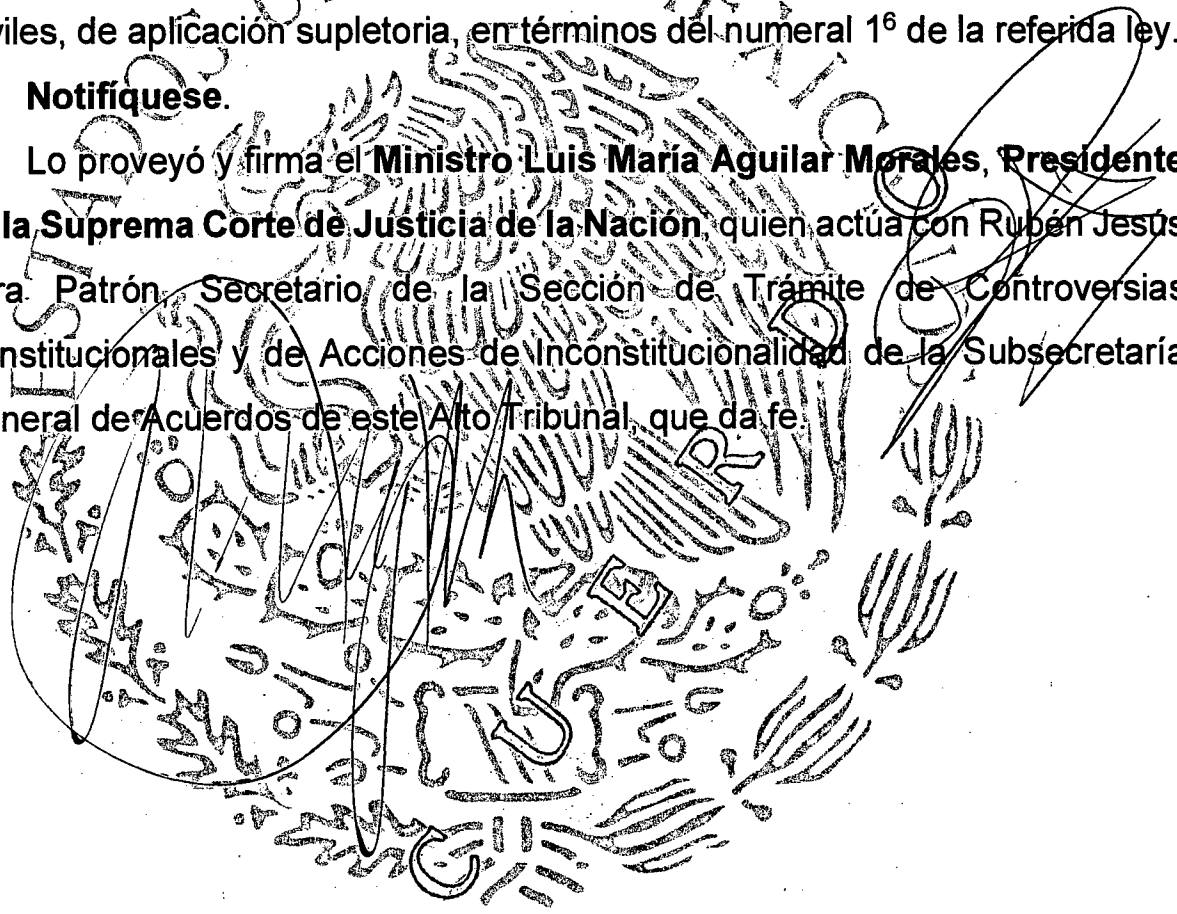 viles, de aplicación supletoria, en términos del numeral 1⁶ de la referida ley.
Notifíquese.
Lo proveyó y firma el Ministro Luis María Aguilar Morales, Presidente
la Suprema Corte de Justicia de la Nación, quien actúa con Rubén Jesús
ra Patrón, Secretario de la Sección de Trámite de Controversias
nstitucionales y de Acciones de Inconstitucionalidad de la Subsecretaría
neral de Acuerdos de este Alto Tribunal, que da fe.
ESTADOS
ACUERDO